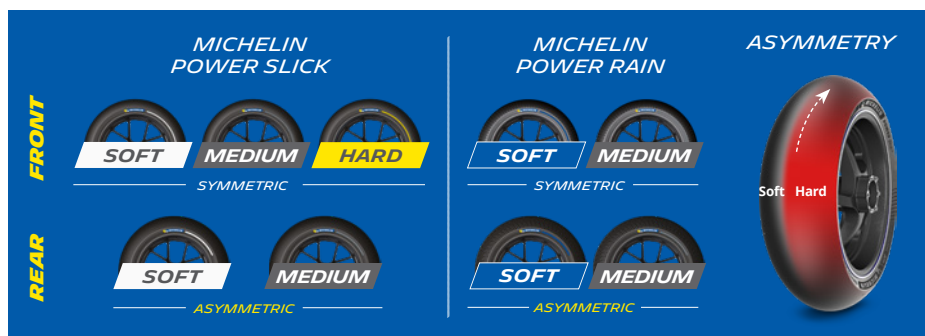 MICHELIN
POWER SLICK
MICHELIN
POWER RAIN
ASYMMETRY
FRONT
SOFT
MEDIUM
HARD
SYMMETRIC
SOFT
MEDIUM
SYMMETRIC
REAR
SOFT
MEDIUM
ASYMMETRIC
SOFT
MEDIUM
ASYMMETRIC
Soft Hard